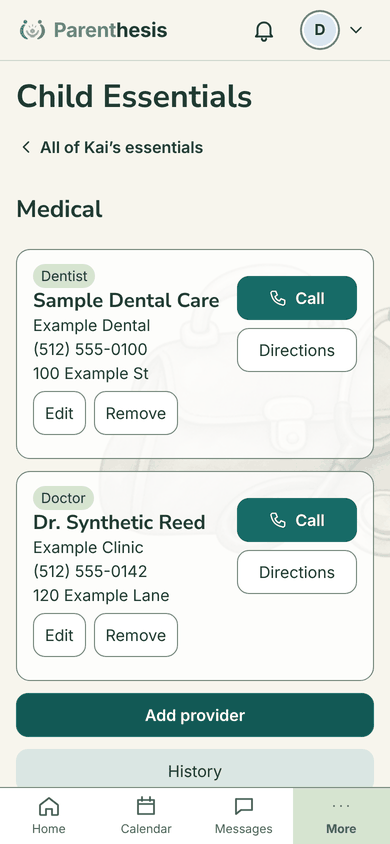 Parenthesis
D
Child Essentials
All of Kai's essentials
Medical
Dentist
Sample Dental Care
Example Dental
(512) 555-0100
100 Example St
Call
Directions
Edit
Remove
Doctor
Dr. Synthetic Reed
Example Clinic
(512) 555-0142
120 Example Lane
Call
Directions
Edit
Remove
Add provider
History
Home
Calendar
Messages
More